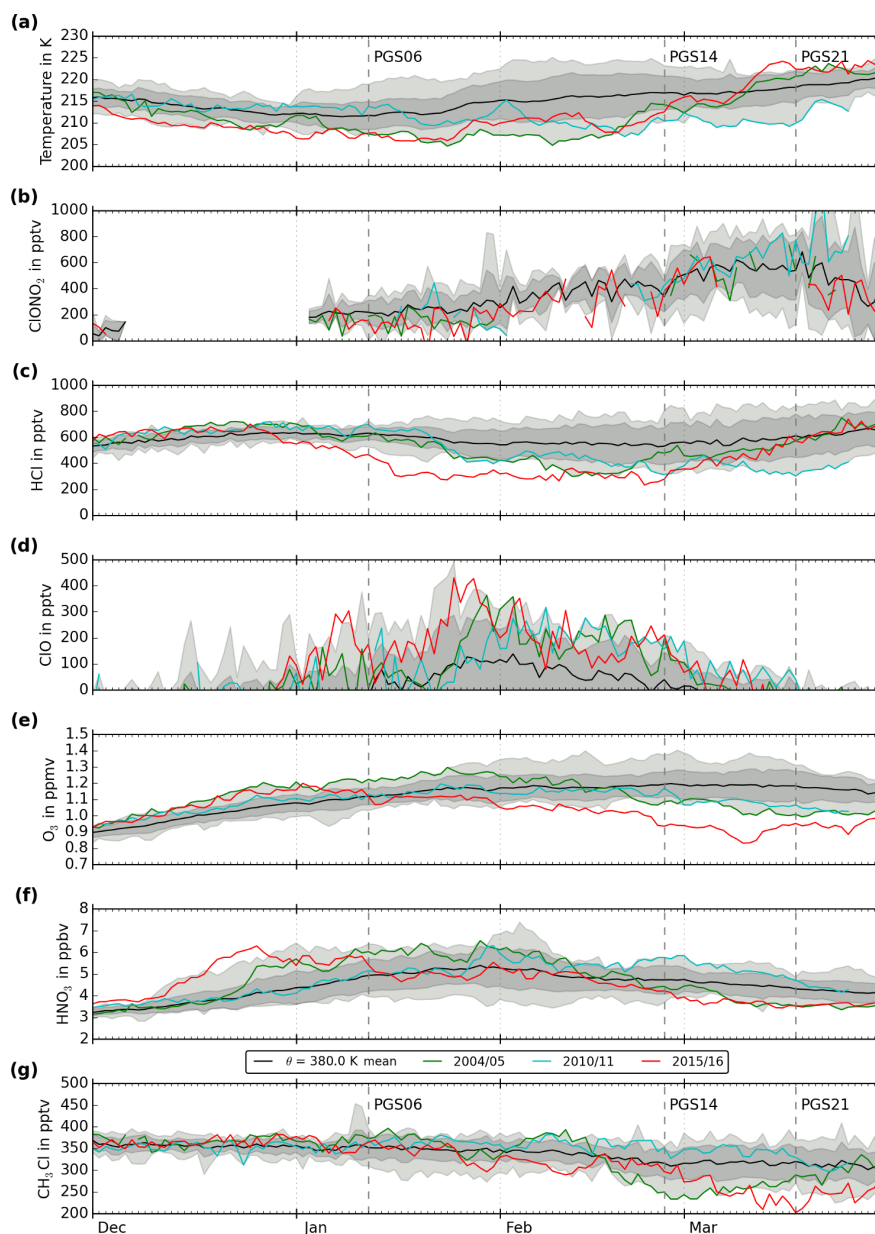 (a)
230
225
220
215
210
205
200
Temperature in K
PGS06
PGS14
PGS21
(b)
1000
800
600
400
200
0
ClONO₂ in pptv
(c)
1000
800
600
400
200
0
HCl in pptv
(d)
500
400
300
200
100
0
ClO in pptv
(e)
1.5
1.4
1.3
1.2
1.1
1.0
0.9
0.8
0.7
O₃ in ppmv
(f)
8
7
6
5
4
3
2
HNO₃ in ppbv
θ = 380.0 K mean
2004/05
2010/11
2015/16
(g)
500
450
400
350
300
250
200
CH₃Cl in pptv
PGS06
PGS14
PGS21
Dec
Jan
Feb
Mar